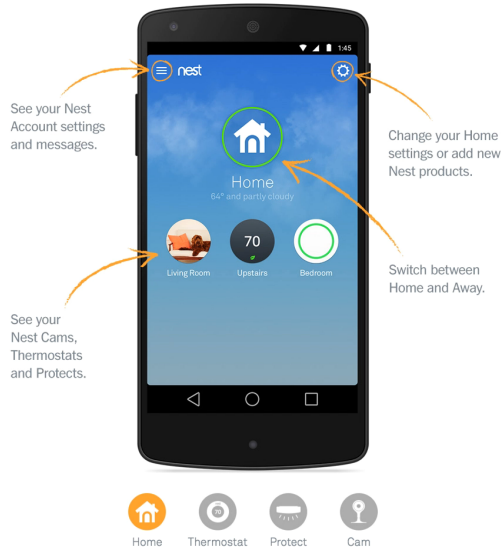 1:45
nest
See your Nest
Account settings
and messages.
Change your Home
settings or add new
Nest products.
Home
64° and partly cloudy
70
Living Room
Upstairs
Bedroom
Switch between
Home and Away.
See your
Nest Cams,
Thermostats
and Protects.
70
Home
Thermostat
Protect
Cam